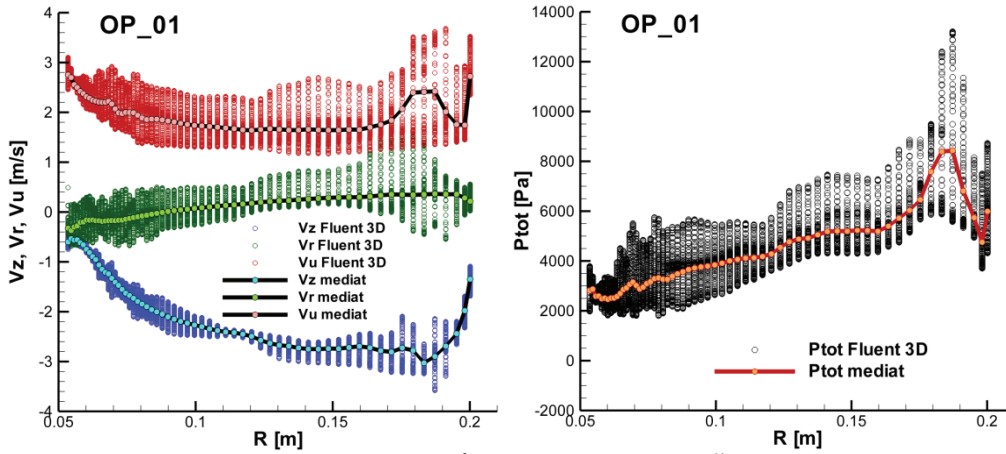 OP_01
Vz, Vr, Vu [m/s]
4
3
2
1
0
-1
-2
-3
-4
Vz Fluent 3D
Vr Fluent 3D
Vu Fluent 3D
Vz mediat
Vr mediat
Vu mediat
0.05
0.1
0.15
0.2
R [m]
OP_01
Ptot [Pa]
14000
12000
10000
8000
6000
4000
2000
0
-2000
Ptot Fluent 3D
Ptot mediat
0.05
0.1
0.15
0.2
R [m]